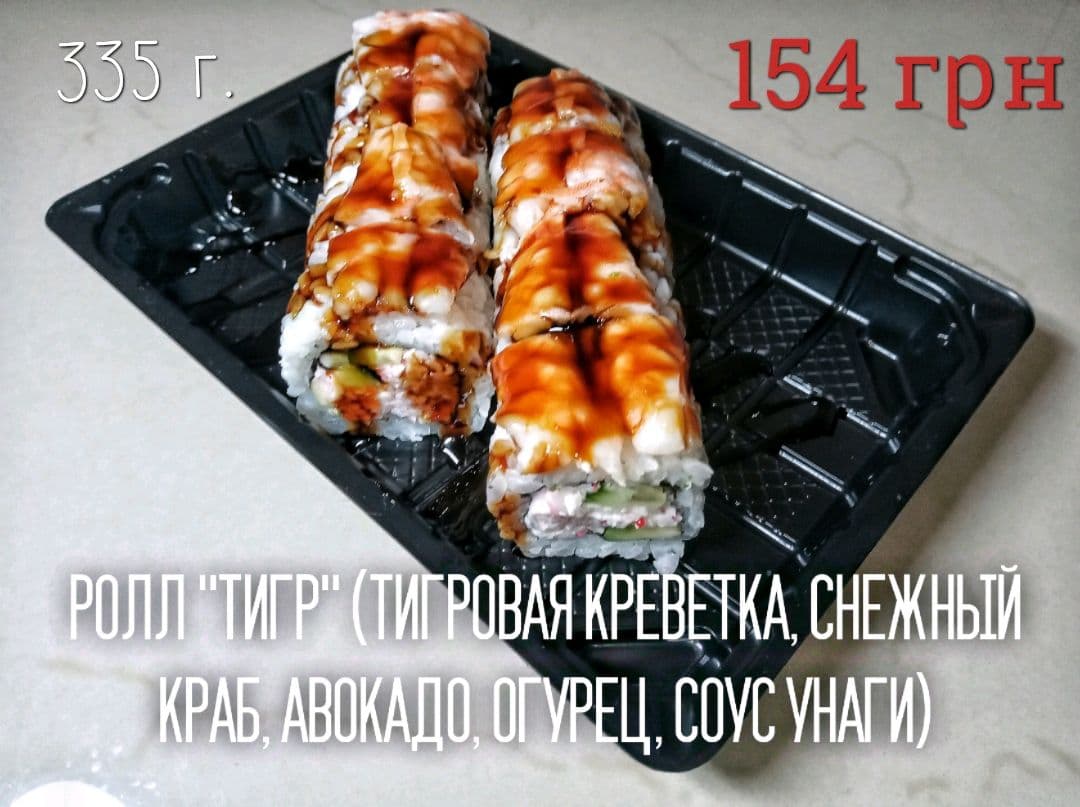 335 г.
154 грн
РОЛЛ "ТИГР" (ТИГРОВАЯ КРЕВЕТКА, СНЕЖНЫЙ
КРАБ, АВОКАДО, ОГУРЕЦ, СОУС УНАГИ)